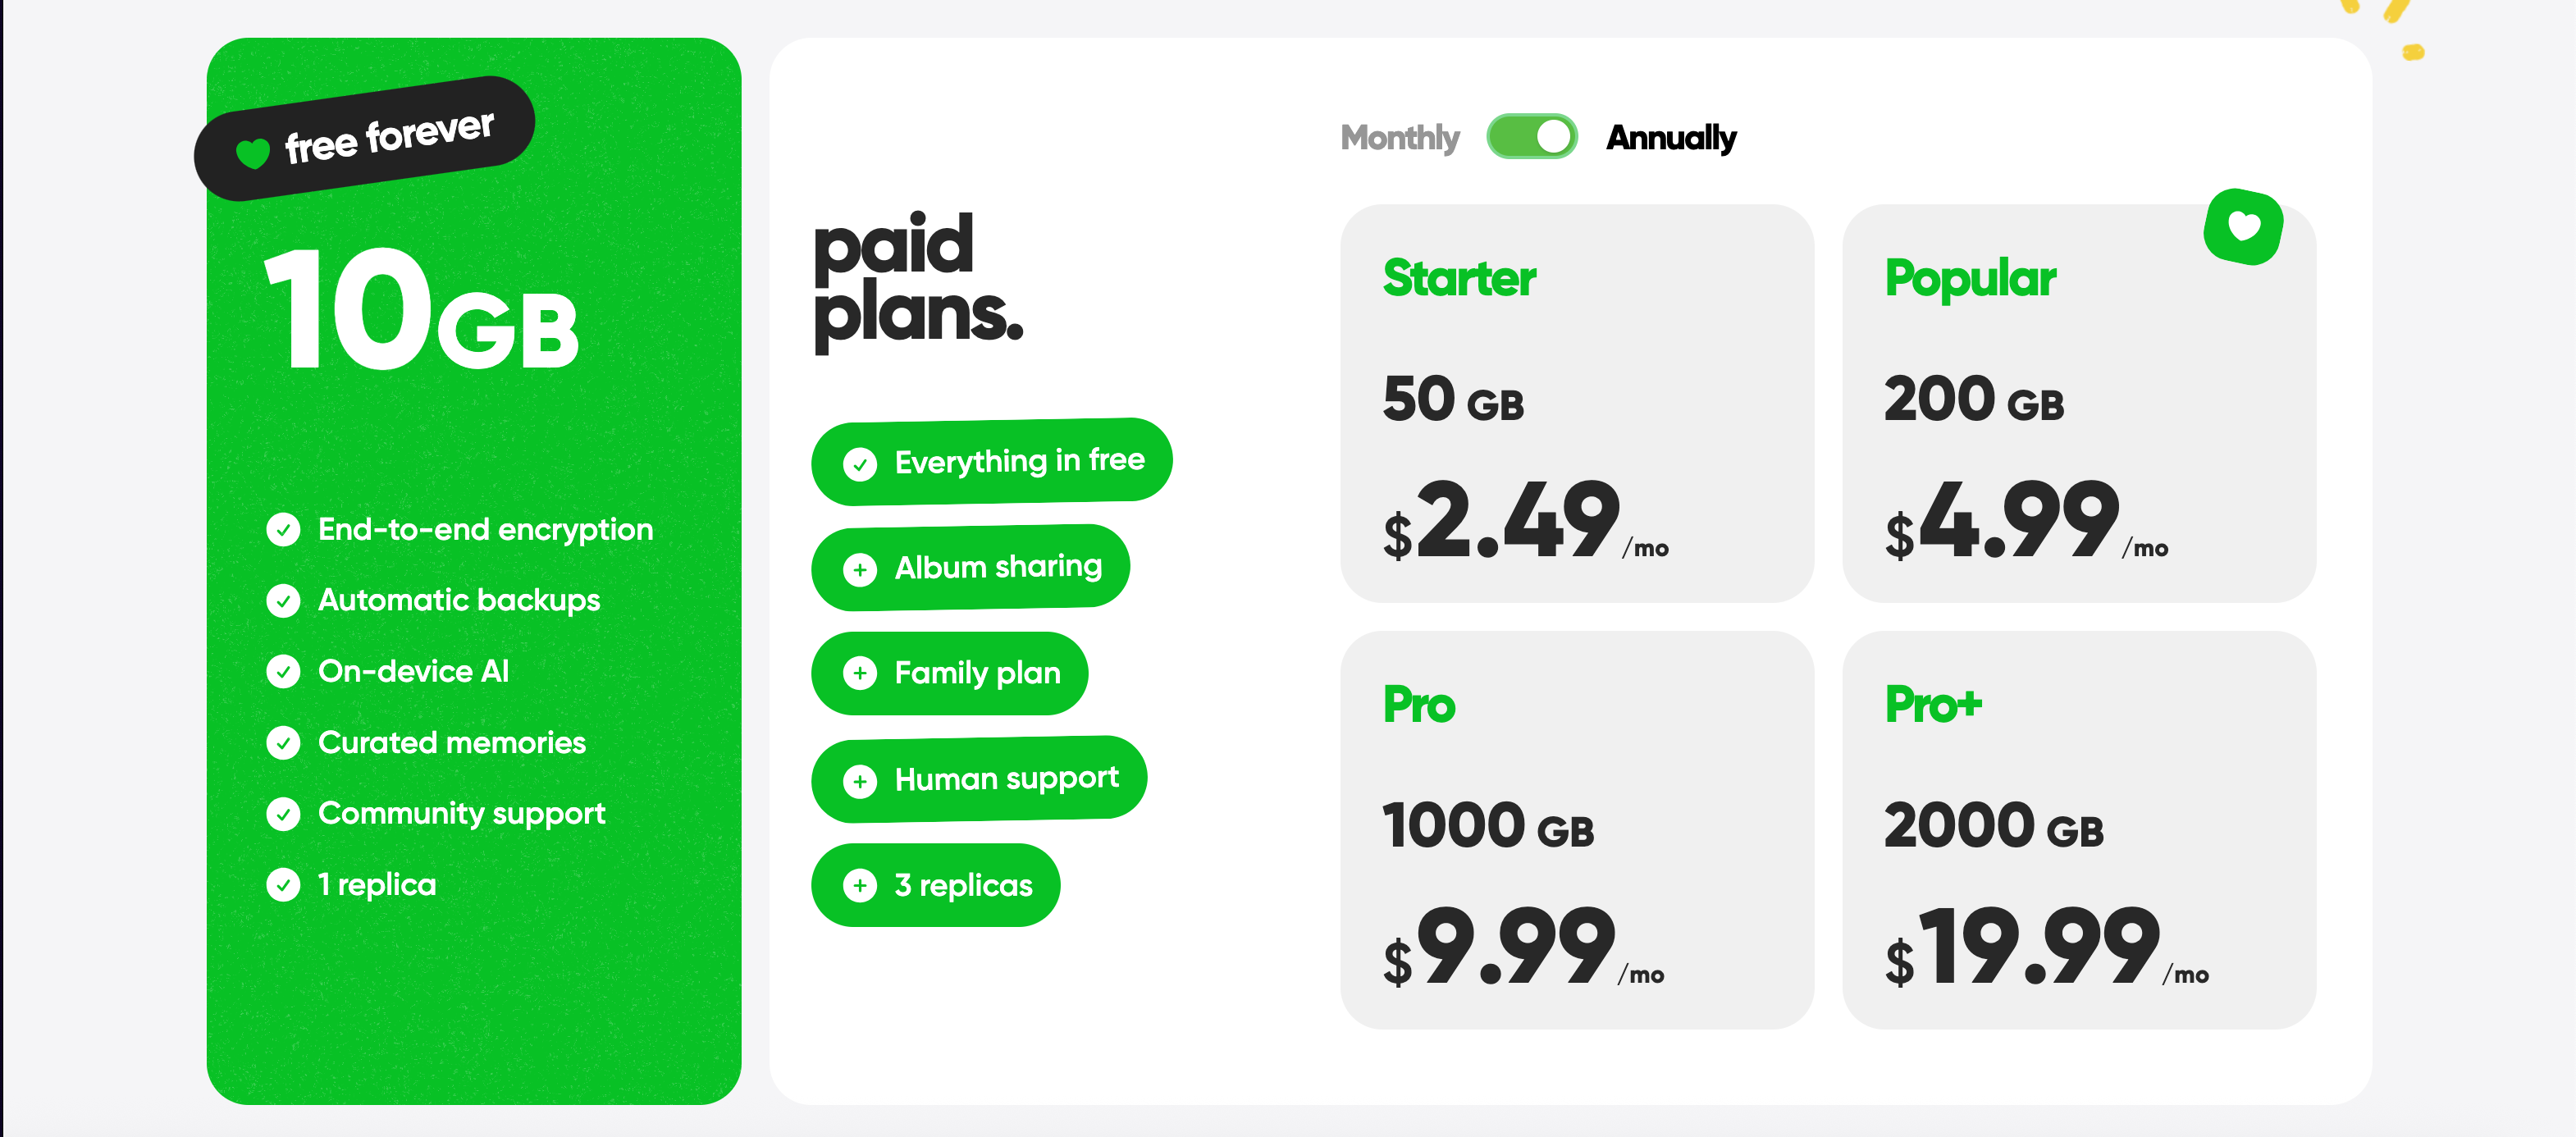 free forever
10GB
End-to-end encryption
Automatic backups
On-device AI
Curated memories
Community support
1 replica
paid
plans.
Everything in free
Album sharing
Family plan
Human support
3 replicas
Monthly Annually
Starter
50 GB
$2.49/mo
Popular
200 GB
$4.99/mo
Pro
1000 GB
$9.99/mo
Pro+
2000 GB
$19.99/mo